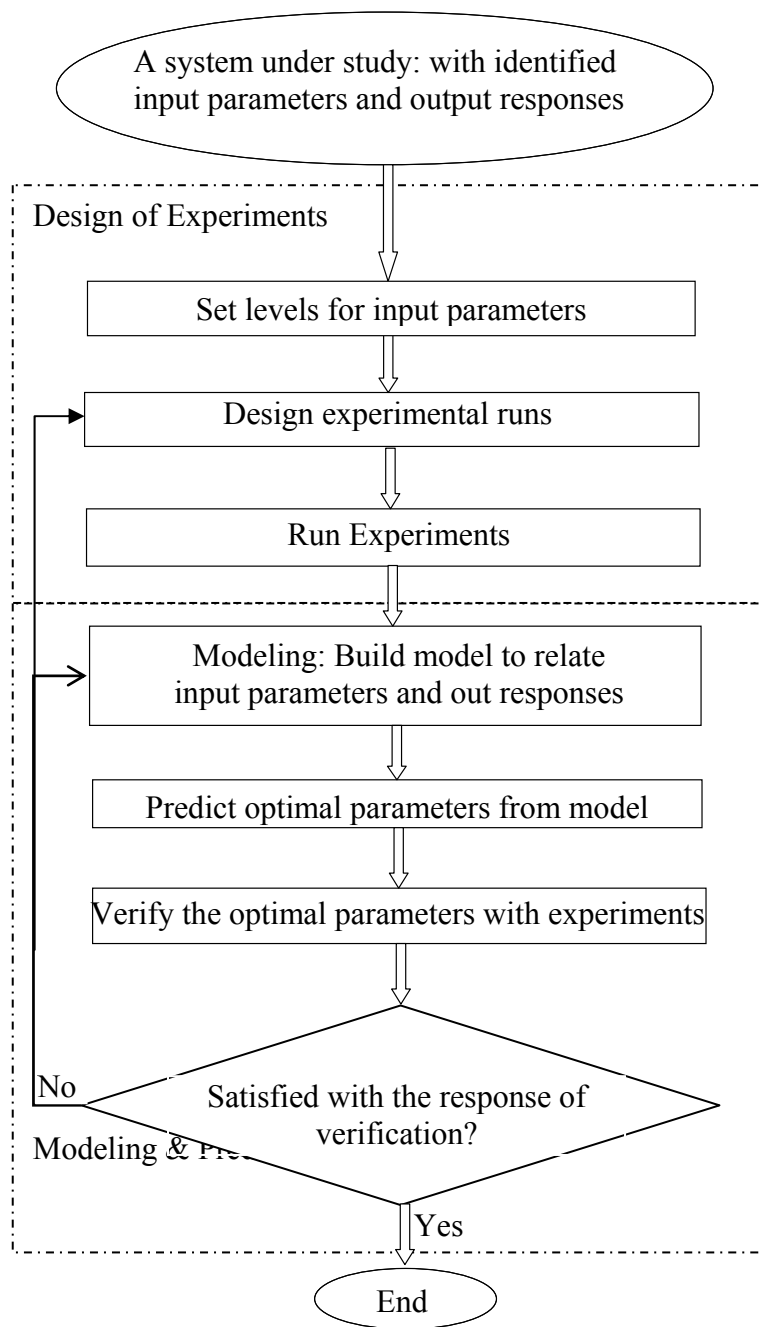 A system under study: with identified
input parameters and output responses
Design of Experiments
Set levels for input parameters
Design experimental runs
Run Experiments
Modeling: Build model to relate
input parameters and out responses
Predict optimal parameters from model
Verify the optimal parameters with experiments
No
Satisfied with the response of
verification?
Modeling &
Yes
End